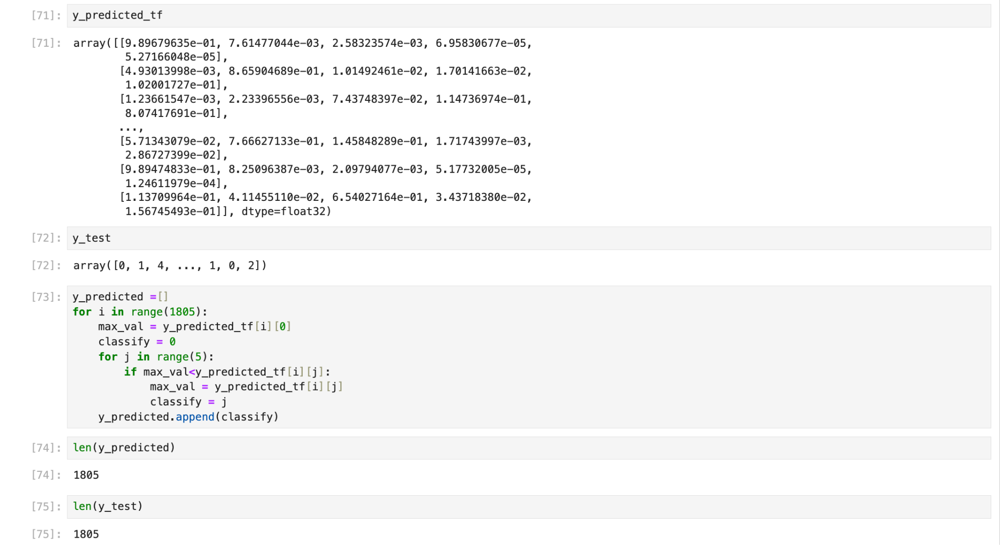 [71]: y_predicted_tf
[71]: array([[9.89679635e-01, 7.61477044e-03, 2.58323574e-03, 6.95830677e-05,
5.27166048e-05],
[4.93013998e-03, 8.65904689e-01, 1.01492461e-02, 1.70141663e-02,
1.02001727e-01],
[1.23661547e-03, 2.23396556e-03, 7.43748397e-02, 1.14736974e-01,
8.07417691e-01],
...,
[5.71343079e-02, 7.66627133e-01, 1.45848289e-01, 1.71743997e-03,
2.86727399e-02],
[9.89474833e-01, 8.25096387e-03, 2.09794077e-03, 5.17732005e-05,
1.24611979e-04],
[1.13709964e-01, 4.11455110e-02, 6.54027164e-01, 3.43718380e-02,
1.56745493e-01]], dtype=float32)
[72]: y_test
[72]: array([0, 1, 4, ..., 1, 0, 2])
[73]: y_predicted =[]
for i in range(1805):
    max_val = y_predicted_tf[i][0]
    classify = 0
    for j in range(5):
        if max_val<y_predicted_tf[i][j]:
            max_val = y_predicted_tf[i][j]
            classify = j
    y_predicted.append(classify)
[74]: len(y_predicted)
[74]: 1805
[75]: len(y_test)
[75]: 1805